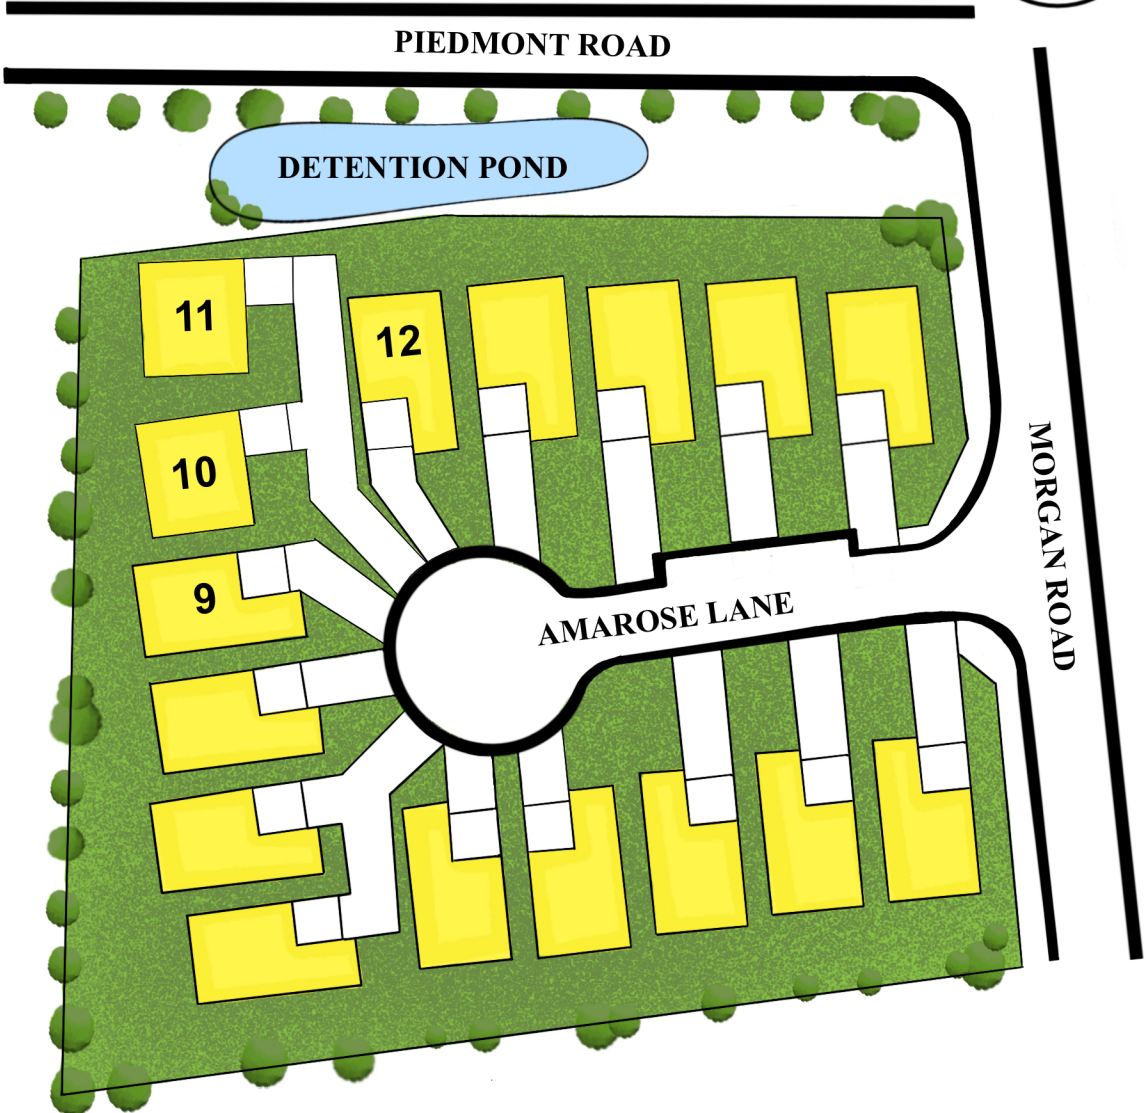 PIEDMONT ROAD
DETENTION POND
11
12
10
9
AMAROSE LANE
MORGAN ROAD